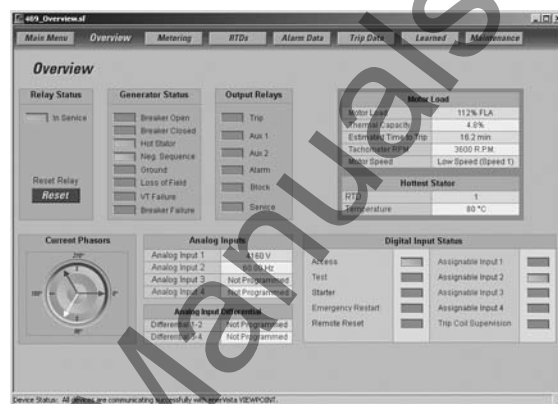 489_Overview.sf
Main Menu Overview Metering RTDs Alarm Data Trip Data Learned Maintenance
Overview
Relay Status
In Service
Reset Relay
Reset
Generator Status
Breaker Open
Breaker Closed
Hot Stator
Neg. Sequence
Ground
Loss of Field
VT Failure
Breaker Failure
Output Relays
Trip
Aux 1
Aux 2
Alarm
Block
Service
Motor Load
Motor Load 112% FLA
Thermal Capacity 4.8%
Estimated Time to Trip 16.2 min
Tachometer RPM 3600 R.P.M.
Motor Speed Low Speed (Speed 1)
Hottest Stator
RTD 1
Temperature 80 °C
Current Phasors
270°
180°
0°
90°
Analog Inputs
Analog Input 1 4160 V
Analog Input 2 60.00 Hz
Analog Input 3 Not Programmed
Analog Input 4 Not Programmed
Analog Input Differential
Differential 1-2 Not Programmed
Differential 3-4 Not Programmed
Digital Input Status
Access Assignable Input 1
Test Assignable Input 2
Starter Assignable Input 3
Emergency Restart Assignable Input 4
Remote Reset Trip Coil Supervision
Device Status: All devices are communicating successfully with enerVista VIEWPOINT.
Manuals